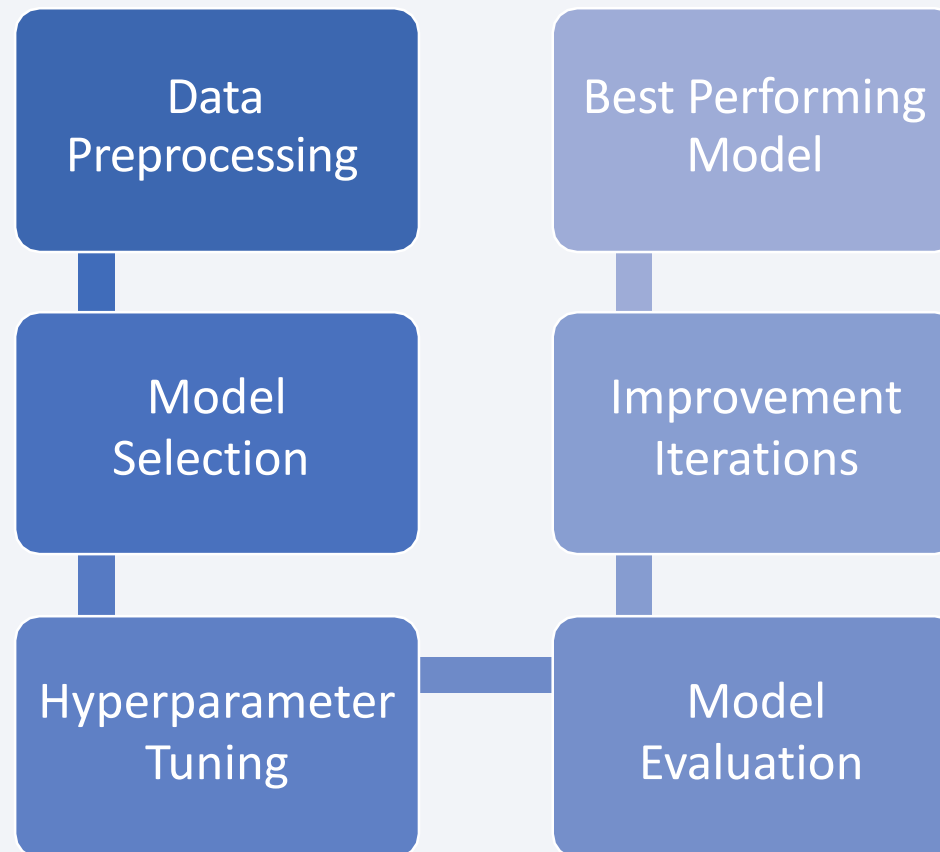 Data
Preprocessing
Model
Selection
Hyperparameter
Tuning
Model
Evaluation
Improvement
Iterations
Best Performing
Model